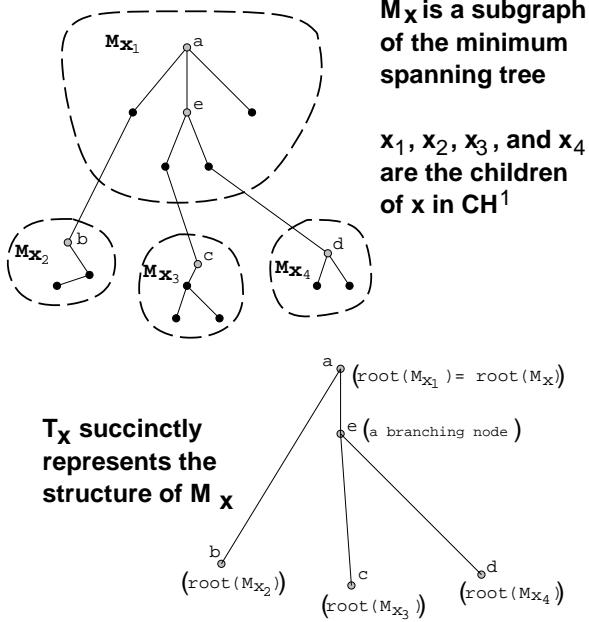 M x is a subgraph
of the minimum
spanning tree
x1, x2, x3, and x4
are the children
of x in CH1
Mx1
a
e
b
Mx2
c
Mx3
d
Mx4
a
(root(Mx1)= root(Mx))
e (a branching node )
Tx succinctly
represents the
structure of M x
b
(root(Mx2))
c
(root(Mx3))
d
(root(Mx4))